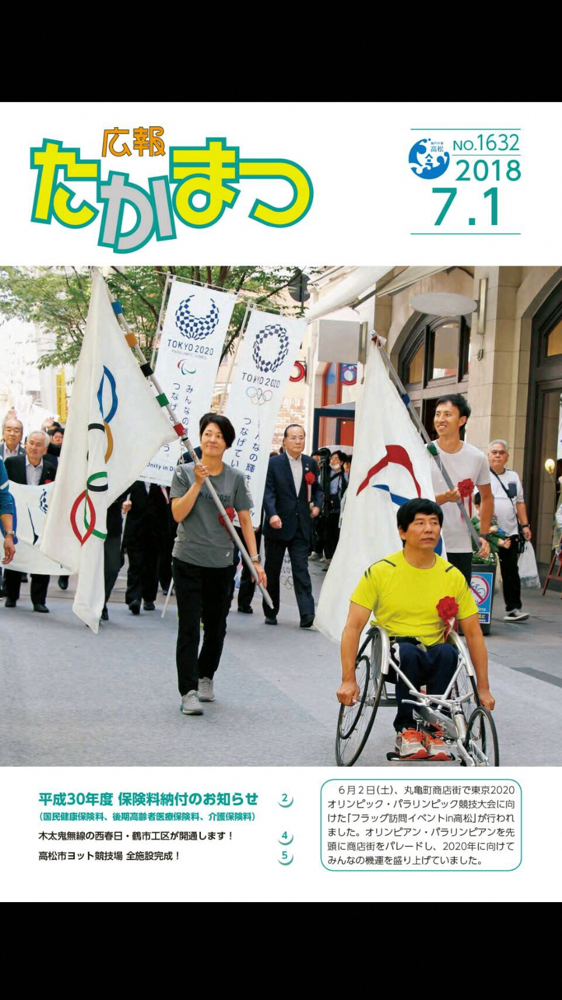 広報
たかまつ
瀬戸の都
高松
NO.1632
2018
7.1
TOKYO 2020
PARALYMPIC GAMES
みんなの
つなげ
う。
Unity in Di
TOKYO 2020
んなの輝き
つなげてい
TOKYO 2020
平成30年度 保険料納付のお知らせ 2
（国民健康保険料、後期高齢者医療保険料、介護保険料）
木太鬼無線の西春日・鶴市工区が開通します！ 4
高松市ヨット競技場 全施設完成！ 5
６月２日（土）、丸亀町商店街で東京2020
オリンピック・パラリンピック競技大会に向
けた「フラッグ訪問イベントin高松」が行われ
ました。オリンピアン・パラリンピアンを先
頭に商店街をパレードし、2020年に向けて
みんなの機運を盛り上げていました。